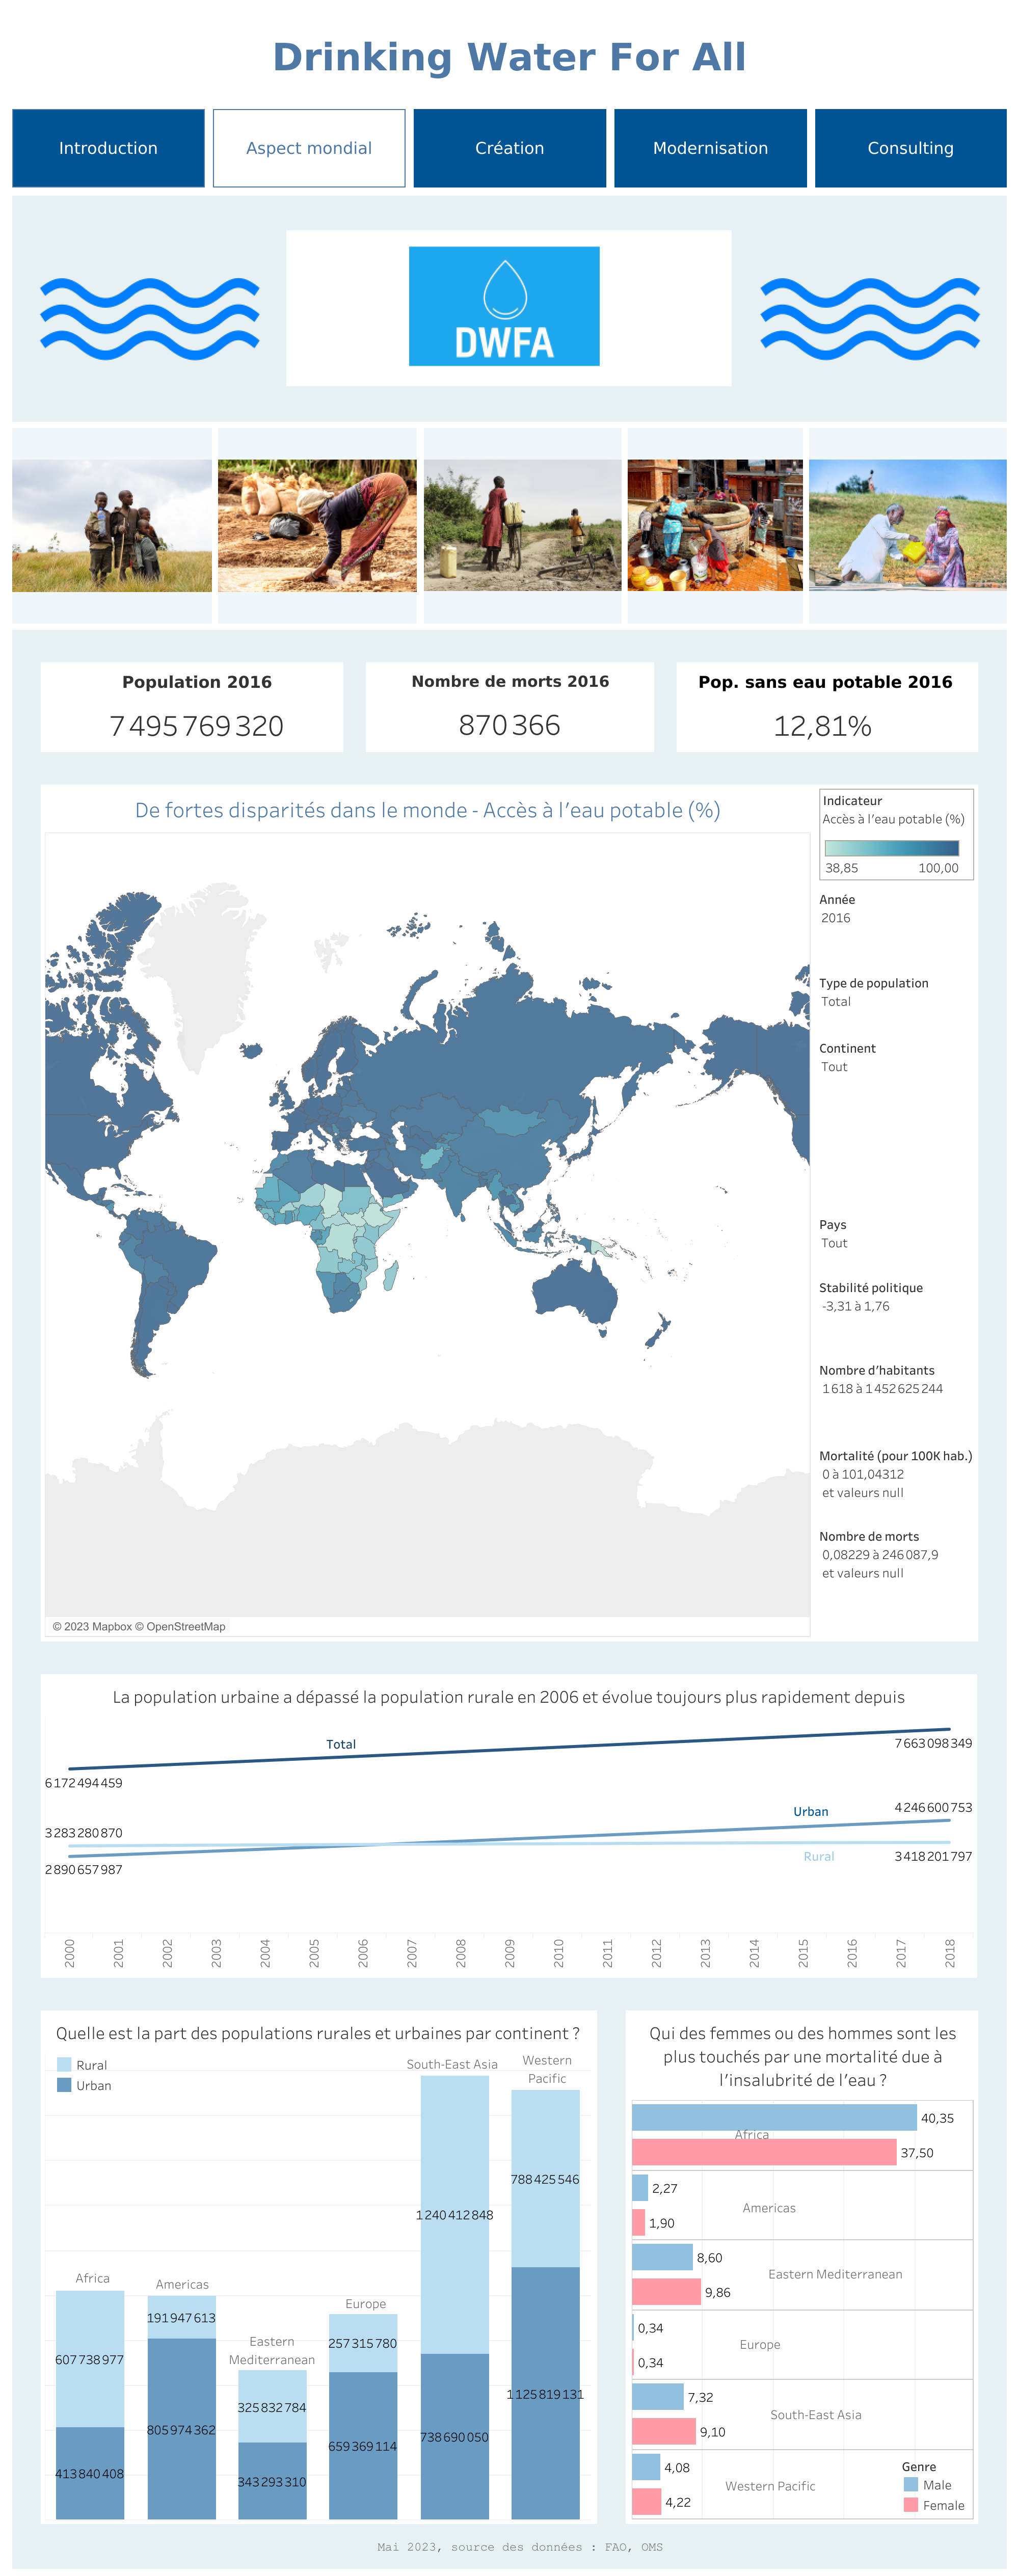 Drinking Water For All
Introduction
Aspect mondial
Création
Modernisation
Consulting
DWFA
Population 2016
7 495 769 320
Nombre de morts 2016
870 366
Pop. sans eau potable 2016
12,81%
De fortes disparités dans le monde - Accès à l'eau potable (%)
© 2023 Mapbox © OpenStreetMap
Indicateur
Accès à l'eau potable (%)
38,85 100,00
Année
2016
Type de population
Total
Continent
Tout
Pays
Tout
Stabilité politique
-3,31 à 1,76
Nombre d'habitants
1 618 à 1 452 625 244
Mortalité (pour 100K hab.)
0 à 101,04312
et valeurs null
Nombre de morts
0,08229 à 246 087,9
et valeurs null
La population urbaine a dépassé la population rurale en 2006 et évolue toujours plus rapidement depuis
Total
7 663 098 349
6 172 494 459
Urban
4 246 600 753
3 283 280 870
Rural
3 418 201 797
2 890 657 987
2000 2001 2002 2003 2004 2005 2006 2007 2008 2009 2010 2011 2012 2013 2014 2015 2016 2017 2018
Quelle est la part des populations rurales et urbaines par continent ?
Rural
Urban
Africa
607 738 977
413 840 408
Americas
191 947 613
805 974 362
Eastern
Mediterranean
325 832 784
343 293 310
Europe
257 315 780
659 369 114
South-East Asia
1 240 412 848
738 690 050
Western
Pacific
788 425 546
1 125 819 131
Qui des femmes ou des hommes sont les
plus touchés par une mortalité due à
l'insalubrité de l'eau ?
40,35
Africa
37,50
2,27
Americas
1,90
8,60
Eastern Mediterranean
9,86
0,34
Europe
0,34
7,32
South-East Asia
9,10
4,08
Western Pacific
4,22
Genre
Male
Female
Mai 2023, source des données : FAO, OMS